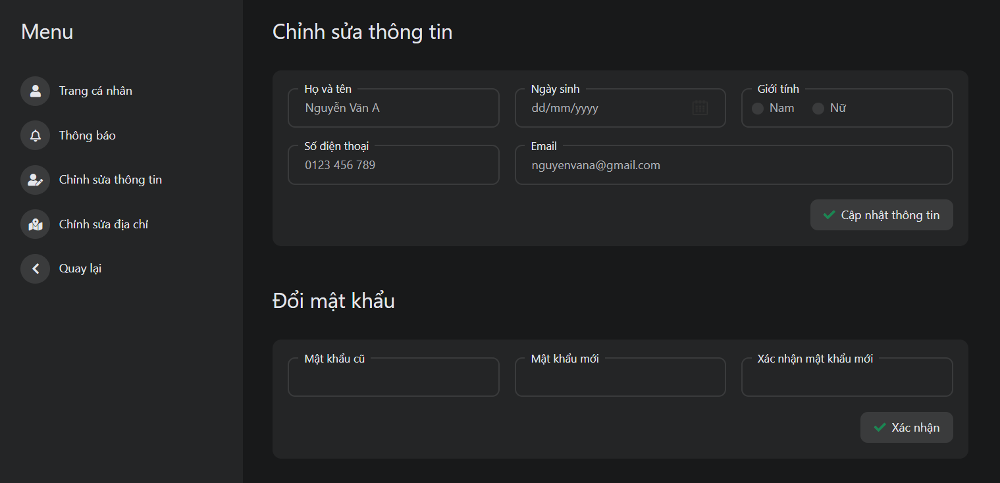 Menu
Trang cá nhân
Thông báo
Chỉnh sửa thông tin
Chỉnh sửa địa chỉ
Quay lại
Chỉnh sửa thông tin
Họ và tên
Nguyễn Văn A
Ngày sinh
dd/mm/yyyy
Giới tính
Nam
Nữ
Số điện thoại
0123 456 789
Email
nguyenvana@gmail.com
Cập nhật thông tin
Đổi mật khẩu
Mật khẩu cũ
Mật khẩu mới
Xác nhận mật khẩu mới
Xác nhận